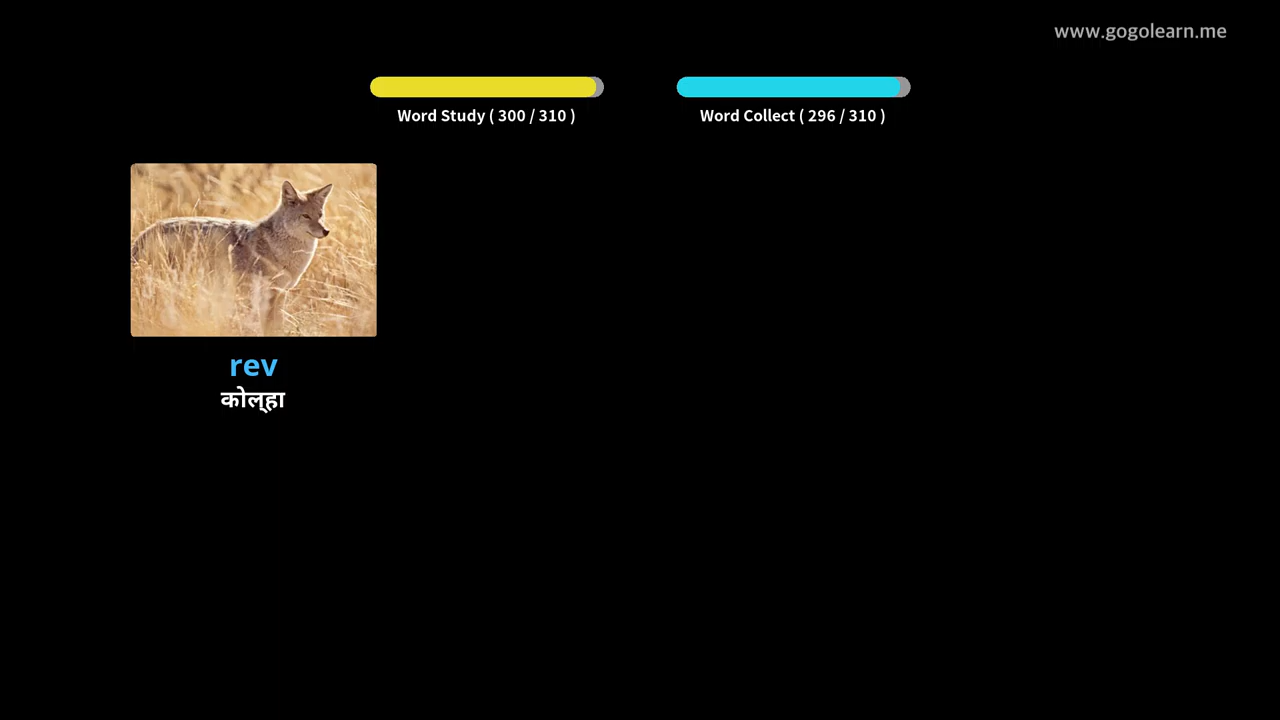 www.gogolearn.me
Word Study ( 300 / 310 )
Word Collect ( 296 / 310 )
rev
कोल्हा